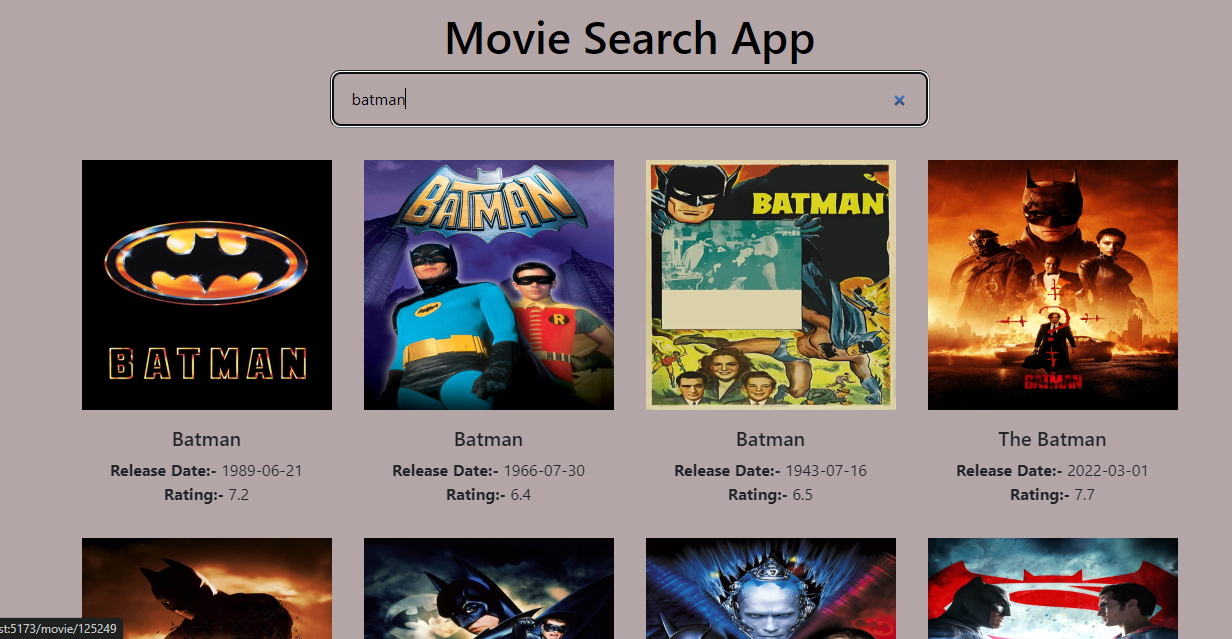 Movie Search App
batman
BATMAN
BATMAN
BATMAN
BATMAN
R
Batman
Batman
Batman
The Batman
Release Date:- 1989-06-21
Release Date:- 1966-07-30
Release Date:- 1943-07-16
Release Date:- 2022-03-01
Rating:- 7.2
Rating:- 6.4
Rating:- 6.5
Rating:- 7.7
st:5173/movie/125249